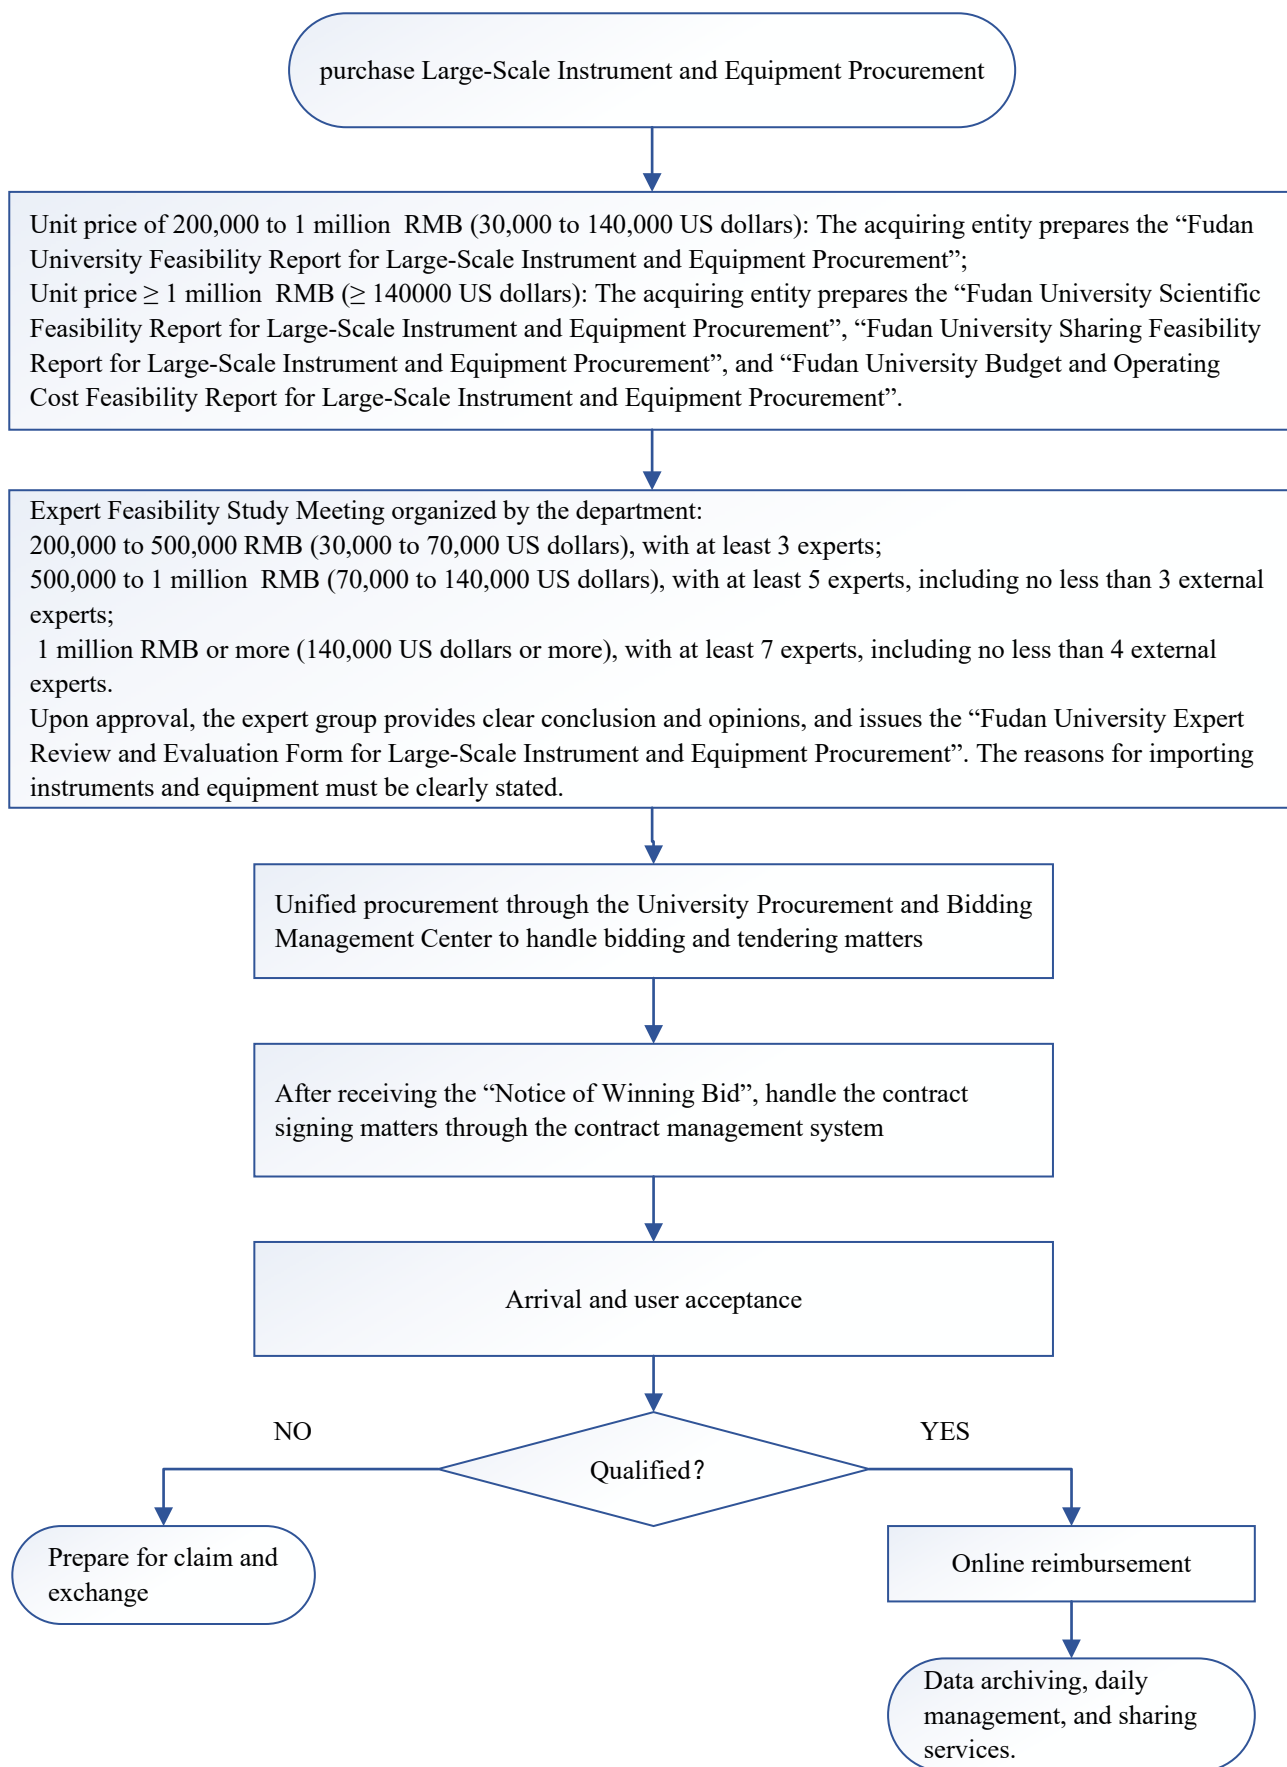 purchase Large-Scale Instrument and Equipment Procurement
Unit price of 200,000 to 1 million  RMB (30,000 to 140,000 US dollars): The acquiring entity prepares the “Fudan
University Feasibility Report for Large-Scale Instrument and Equipment Procurement”;
Unit price ≥ 1 million  RMB (≥ 140000 US dollars): The acquiring entity prepares the “Fudan University Scientific
Feasibility Report for Large-Scale Instrument and Equipment Procurement”, “Fudan University Sharing Feasibility
Report for Large-Scale Instrument and Equipment Procurement”, and “Fudan University Budget and Operating
Cost Feasibility Report for Large-Scale Instrument and Equipment Procurement”.
Expert Feasibility Study Meeting organized by the department:
200,000 to 500,000 RMB (30,000 to 70,000 US dollars), with at least 3 experts;
500,000 to 1 million  RMB (70,000 to 140,000 US dollars), with at least 5 experts, including no less than 3 external
experts;
1 million RMB or more (140,000 US dollars or more), with at least 7 experts, including no less than 4 external
experts.
Upon approval, the expert group provides clear conclusion and opinions, and issues the “Fudan University Expert
Review and Evaluation Form for Large-Scale Instrument and Equipment Procurement”. The reasons for importing
instruments and equipment must be clearly stated.
Unified procurement through the University Procurement and Bidding
Management Center to handle bidding and tendering matters
After receiving the “Notice of Winning Bid”, handle the contract
signing matters through the contract management system
Arrival and user acceptance
NO
YES
Qualified？
Prepare for claim and
exchange
Online reimbursement
Data archiving, daily
management, and sharing
services.